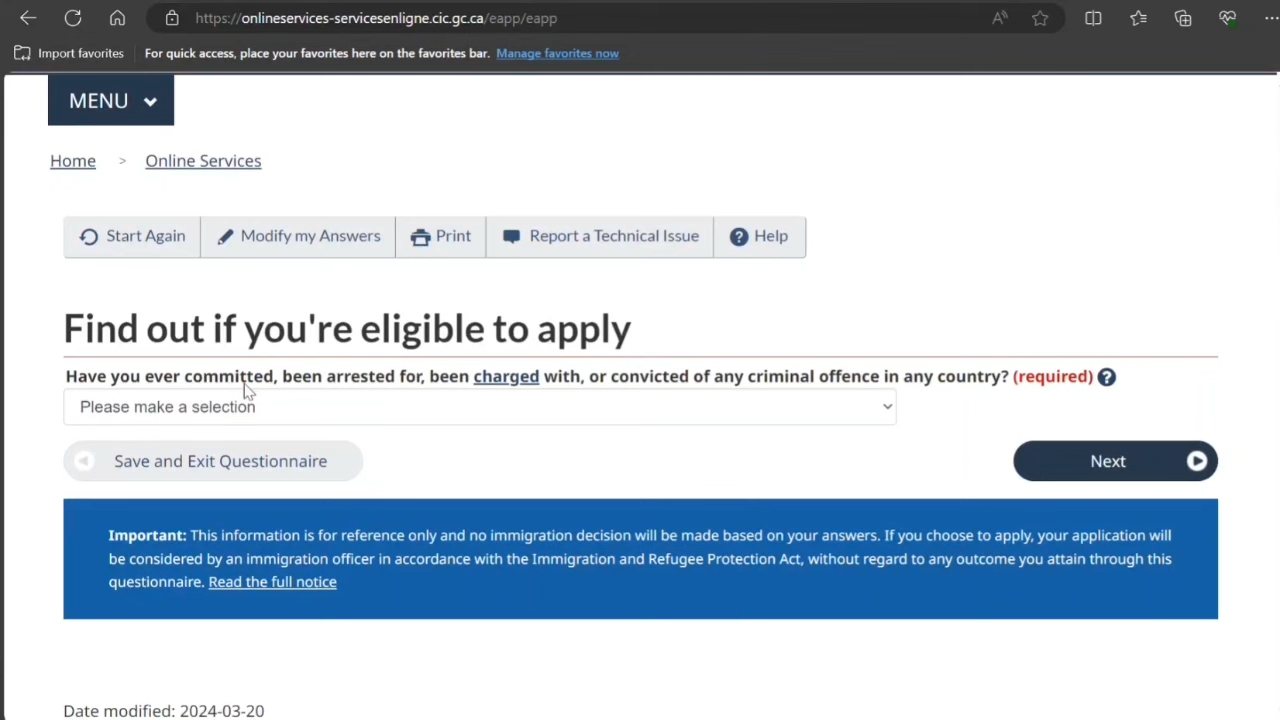 https://onlineservices-servicesenligne.cic.gc.ca/eapp/eapp
Import favorites For quick access, place your favorites here on the favorites bar. Manage favorites now
MENU
Home > Online Services
Start Again Modify my Answers Print Report a Technical Issue Help
Find out if you're eligible to apply
Have you ever committed, been arrested for, been charged with, or convicted of any criminal offence in any country? (required)
Please make a selection
Save and Exit Questionnaire Next
Important: This information is for reference only and no immigration decision will be made based on your answers. If you choose to apply, your application will
be considered by an immigration officer in accordance with the Immigration and Refugee Protection Act, without regard to any outcome you attain through this
questionnaire. Read the full notice
Date modified: 2024-03-20